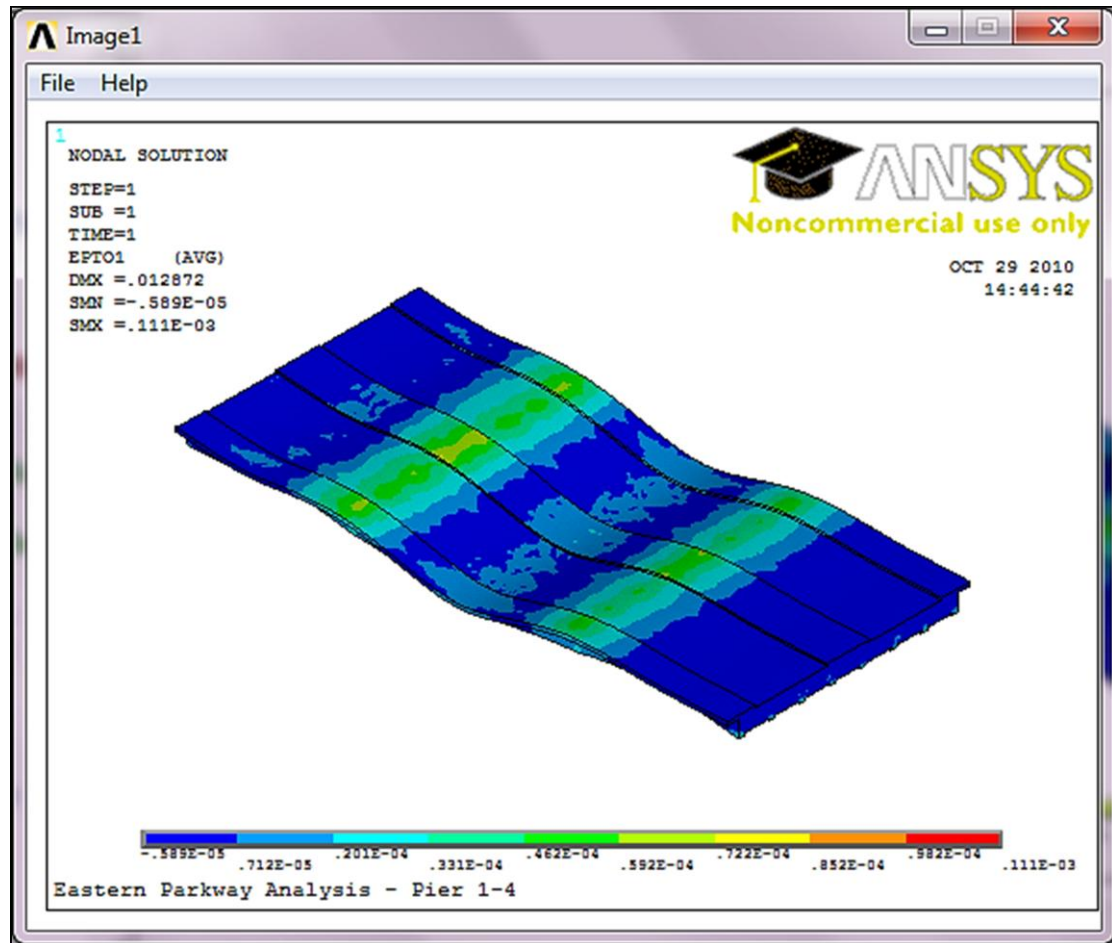 Image1
File Help
1
NODAL SOLUTION
STEP=1
SUB =1
TIME=1
EPTO1 (AVG)
DMX =.012872
SMN =-.589E-05
SMX =.111E-03
ANSYS
Noncommercial use only
OCT 29 2010
14:44:42
-.589E-05 .201E-04 .462E-04 .722E-04 .982E-04
.712E-05 .331E-04 .592E-04 .852E-04 .111E-03
Eastern Parkway Analysis - Pier 1-4